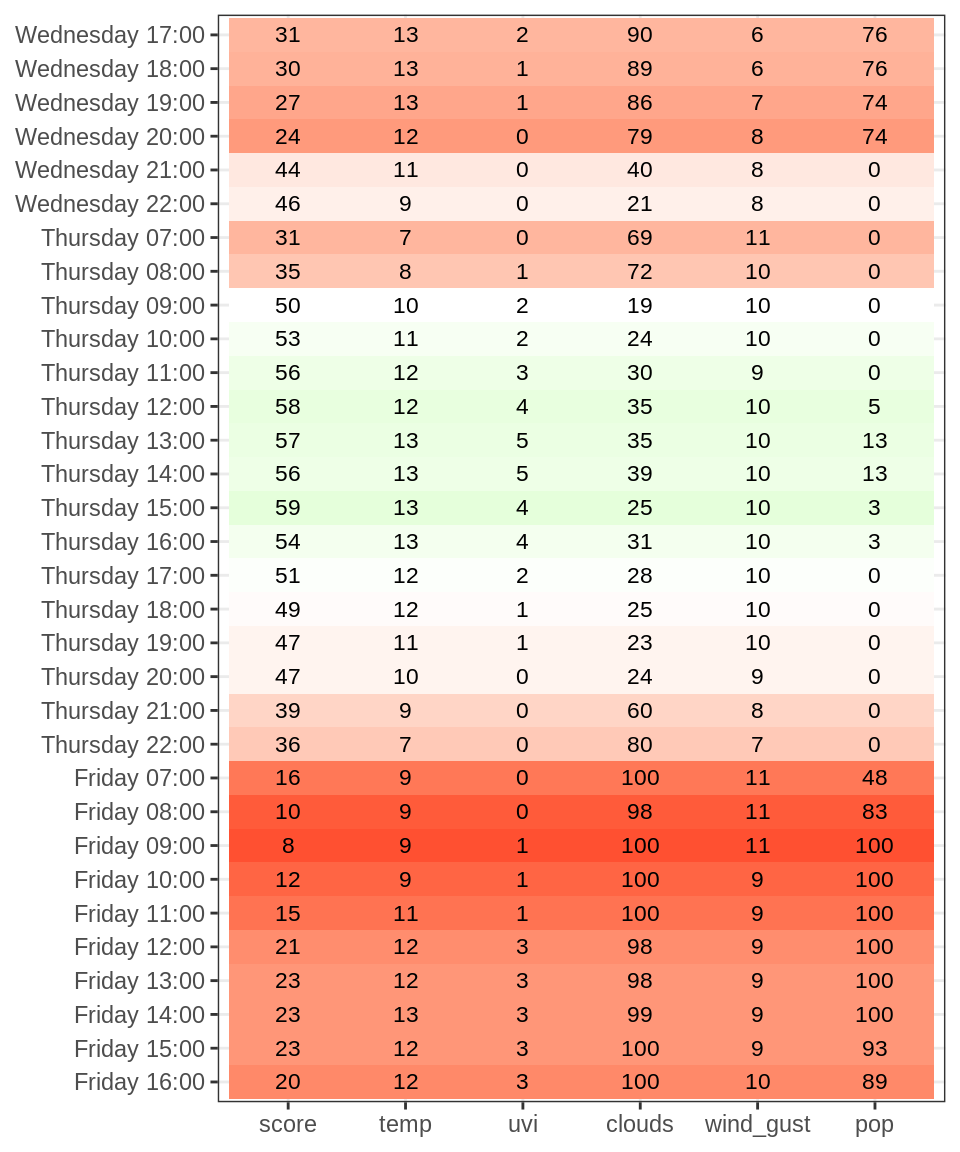 Wednesday 17:00 31 13 2 90 6 76
Wednesday 18:00 30 13 1 89 6 76
Wednesday 19:00 27 13 1 86 7 74
Wednesday 20:00 24 12 0 79 8 74
Wednesday 21:00 44 11 0 40 8 0
Wednesday 22:00 46 9 0 21 8 0
Thursday 07:00 31 7 0 69 11 0
Thursday 08:00 35 8 1 72 10 0
Thursday 09:00 50 10 2 19 10 0
Thursday 10:00 53 11 2 24 10 0
Thursday 11:00 56 12 3 30 9 0
Thursday 12:00 58 12 4 35 10 5
Thursday 13:00 57 13 5 35 10 13
Thursday 14:00 56 13 5 39 10 13
Thursday 15:00 59 13 4 25 10 3
Thursday 16:00 54 13 4 31 10 3
Thursday 17:00 51 12 2 28 10 0
Thursday 18:00 49 12 1 25 10 0
Thursday 19:00 47 11 1 23 10 0
Thursday 20:00 47 10 0 24 9 0
Thursday 21:00 39 9 0 60 8 0
Thursday 22:00 36 7 0 80 7 0
Friday 07:00 16 9 0 100 11 48
Friday 08:00 10 9 0 98 11 83
Friday 09:00 8 9 1 100 11 100
Friday 10:00 12 9 1 100 9 100
Friday 11:00 15 11 1 100 9 100
Friday 12:00 21 12 3 98 9 100
Friday 13:00 23 12 3 98 9 100
Friday 14:00 23 13 3 99 9 100
Friday 15:00 23 12 3 100 9 93
Friday 16:00 20 12 3 100 10 89
score temp uvi clouds wind_gust pop